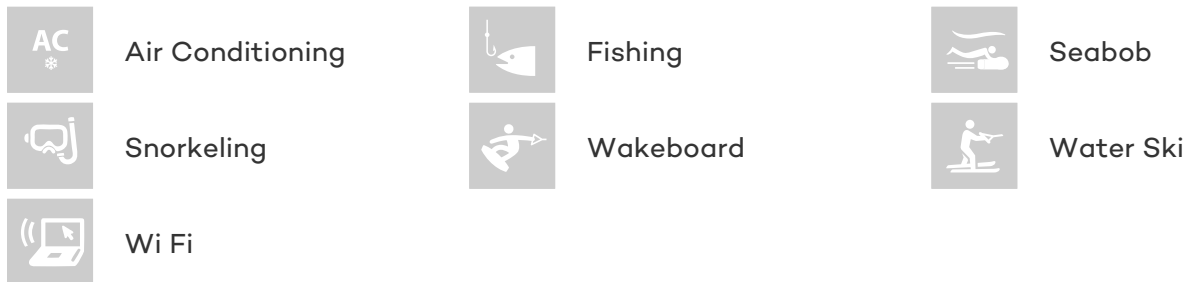 AC
Air Conditioning
Fishing
Seabob
Snorkeling
Wakeboard
Water Ski
Wi Fi